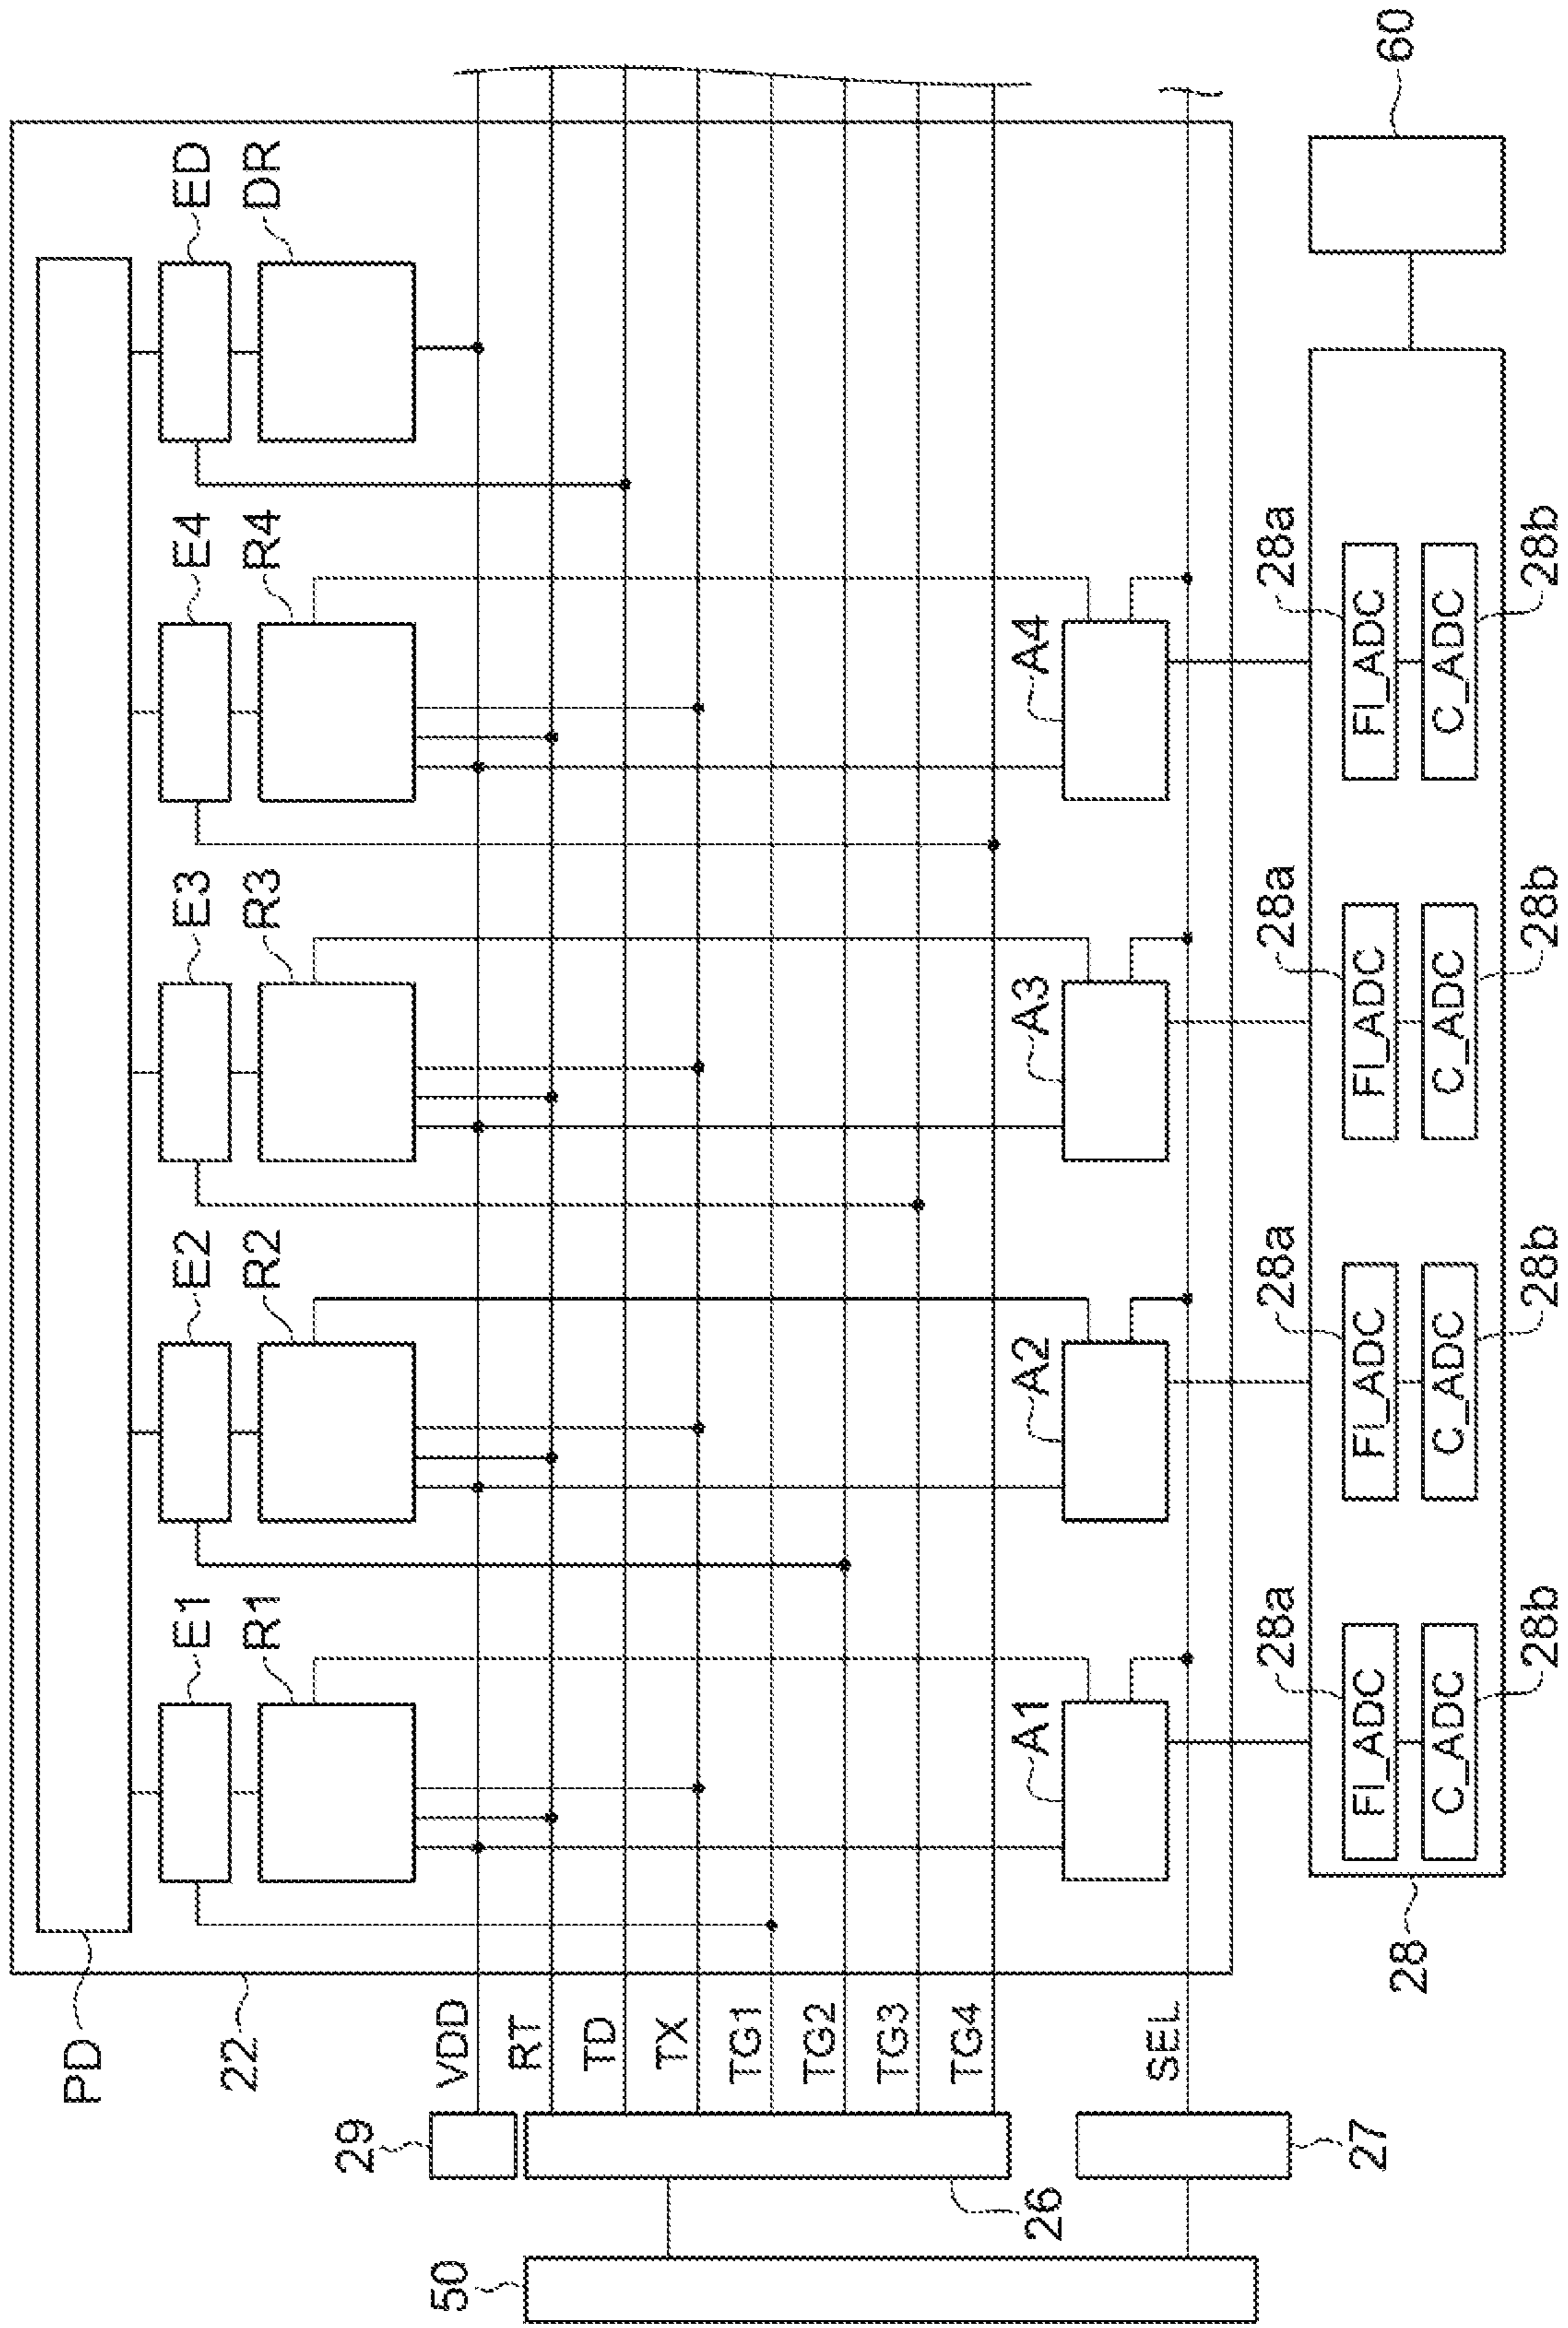 PD
22
E1
E2
E3
E4
ED
R1
R2
R3
R4
DR
VDD
RT
TD
TX
TG1
TG2
TG3
TG4
SEL
29
26
27
50
A1
A2
A3
A4
28a
28a
28a
28a
FI_ADC
FI_ADC
FI_ADC
FI_ADC
C_ADC
C_ADC
C_ADC
C_ADC
28b
28b
28b
28b
28
60